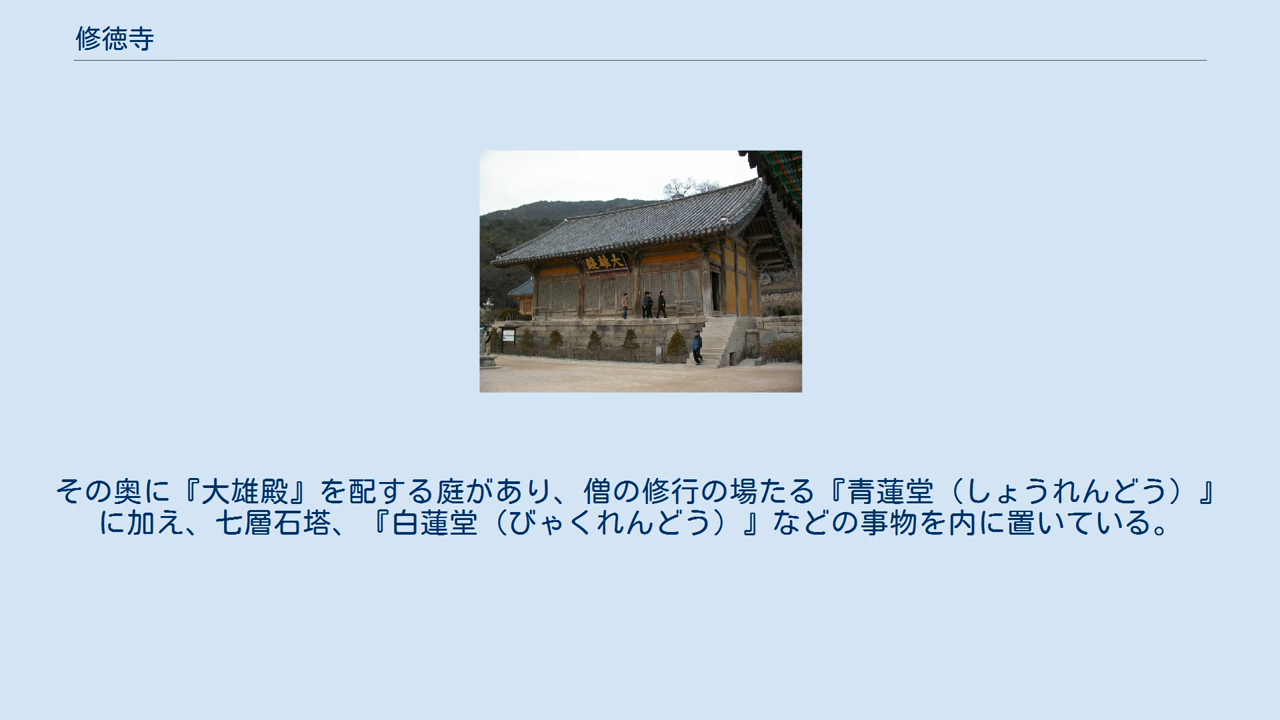 修徳寺
大雄殿
その奥に『大雄殿』を配する庭があり、僧の修行の場たる『青蓮堂（しょうれんどう）』
に加え、七層石塔、『白蓮堂（びゃくれんどう）』などの事物を内に置いている。